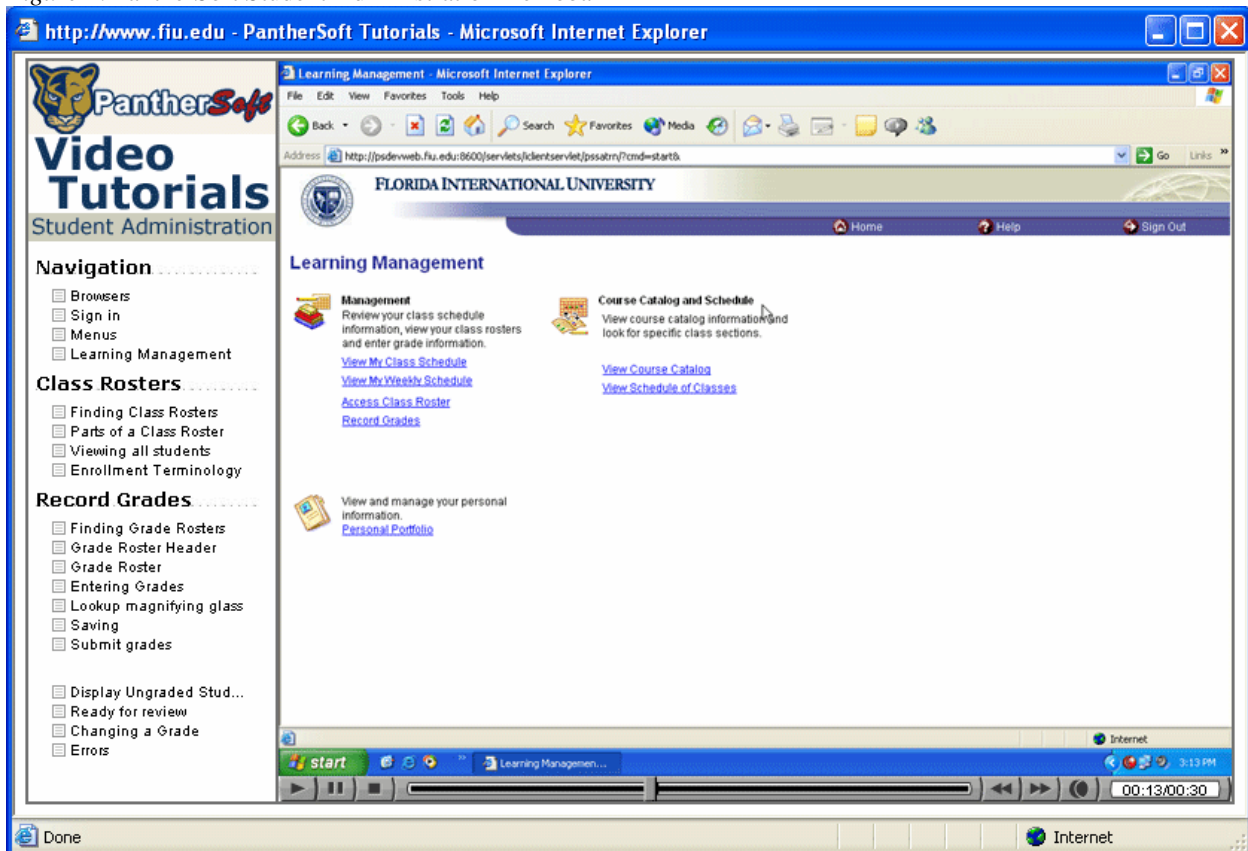 http://www.fiu.edu - PantherSoft Tutorials - Microsoft Internet Explorer
PantherSoft
Video
Tutorials
Student Administration
Navigation
Browsers
Sign in
Menus
Learning Management
Class Rosters
Finding Class Rosters
Parts of a Class Roster
Viewing all students
Enrollment Terminology
Record Grades
Finding Grade Rosters
Grade Roster Header
Grade Roster
Entering Grades
Lookup magnifying glass
Saving
Submit grades
Display Ungraded Stud...
Ready for review
Changing a Grade
Errors
Learning Management - Microsoft Internet Explorer
File Edit View Favorites Tools Help
Back Search Favorites Media
Address http://psdevweb.fiu.edu:8600/servlets/iclientservlet/pssatrn/?cmd=start& Go Links »
FLORIDA INTERNATIONAL UNIVERSITY
Home Help Sign Out
Learning Management
Management
Review your class schedule
information, view your class rosters
and enter grade information.
View My Class Schedule
View My Weekly Schedule
Access Class Roster
Record Grades
Course Catalog and Schedule
View course catalog information and
look for specific class sections.
View Course Catalog
View Schedule of Classes
View and manage your personal
information.
Personal Portfolio
Internet
start » Learning Managemen... 3:13 PM
00:13/00:30
Done Internet